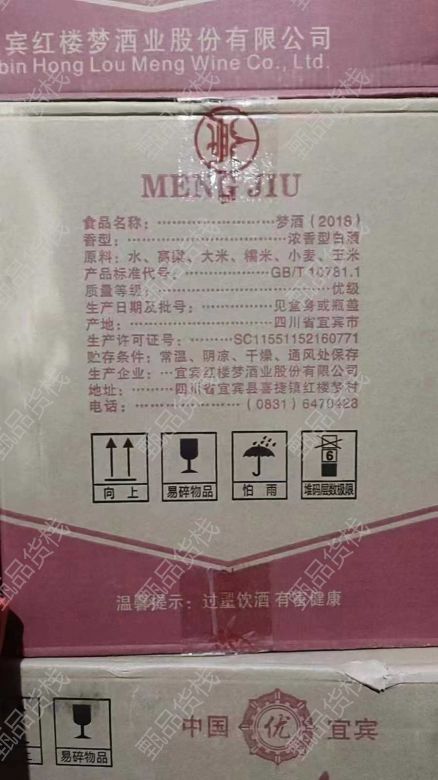 宾红楼梦酒业股份有限公司
bin Hong Lou Meng Wine Co., Ltd.
MENG JIU
食品名称：························梦酒（2018）
香型：····························浓香型白酒
原料：水、高粱、大米、糯米、小麦、玉米
产品标准代号：···················GB/T 10781.1
质量等级：·······························优级
生产日期及批号：··········见盒身或瓶盖
产地：·······················四川省宜宾市
生产许可证号：·········SC11551152160771
贮存条件：常温、阴凉、干燥、通风处保存
生产企业：···宜宾红楼梦酒业股份有限公司
地址：·······四川省宜宾县喜捷镇红楼梦村
电话：····················（0831）6470428
向上
易碎物品
怕雨
6
堆码层数极限
温馨提示：过量饮酒 有害健康
上
易碎物品
中国 优 宜宾
甄品货栈